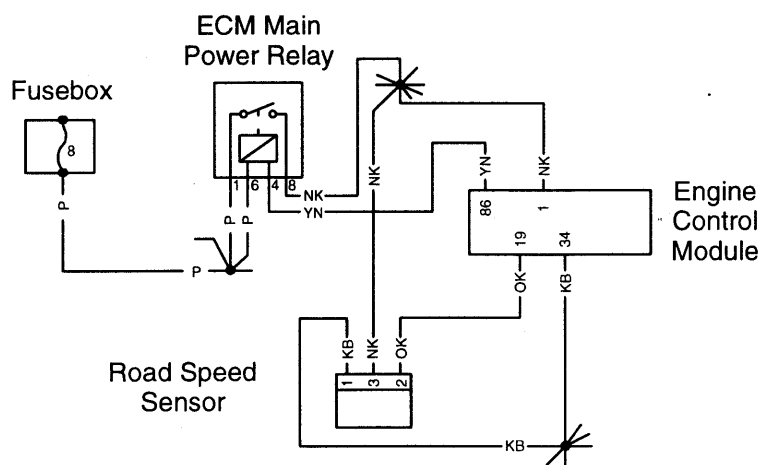 ECM Main
Power Relay
Fusebox
8
1 6 4 8
NK
YN
P
P
P
P
NK
YN
NK
86
1
19
34
Engine
Control
Module
OK
KB
KB
NK
OK
1
3
2
Road Speed
Sensor
KB